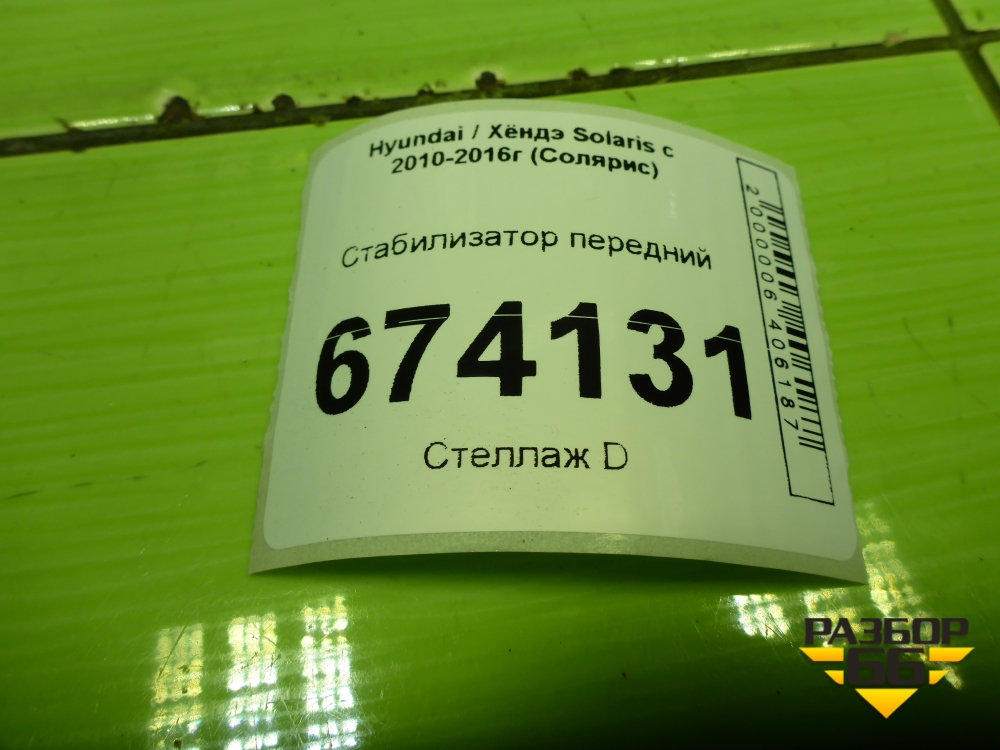 Hyundai / Хёндэ Solaris с
2010-2016г (Солярис)
Стабилизатор передний
674131
Стеллаж D
2000006406187
РАЗБОР
66